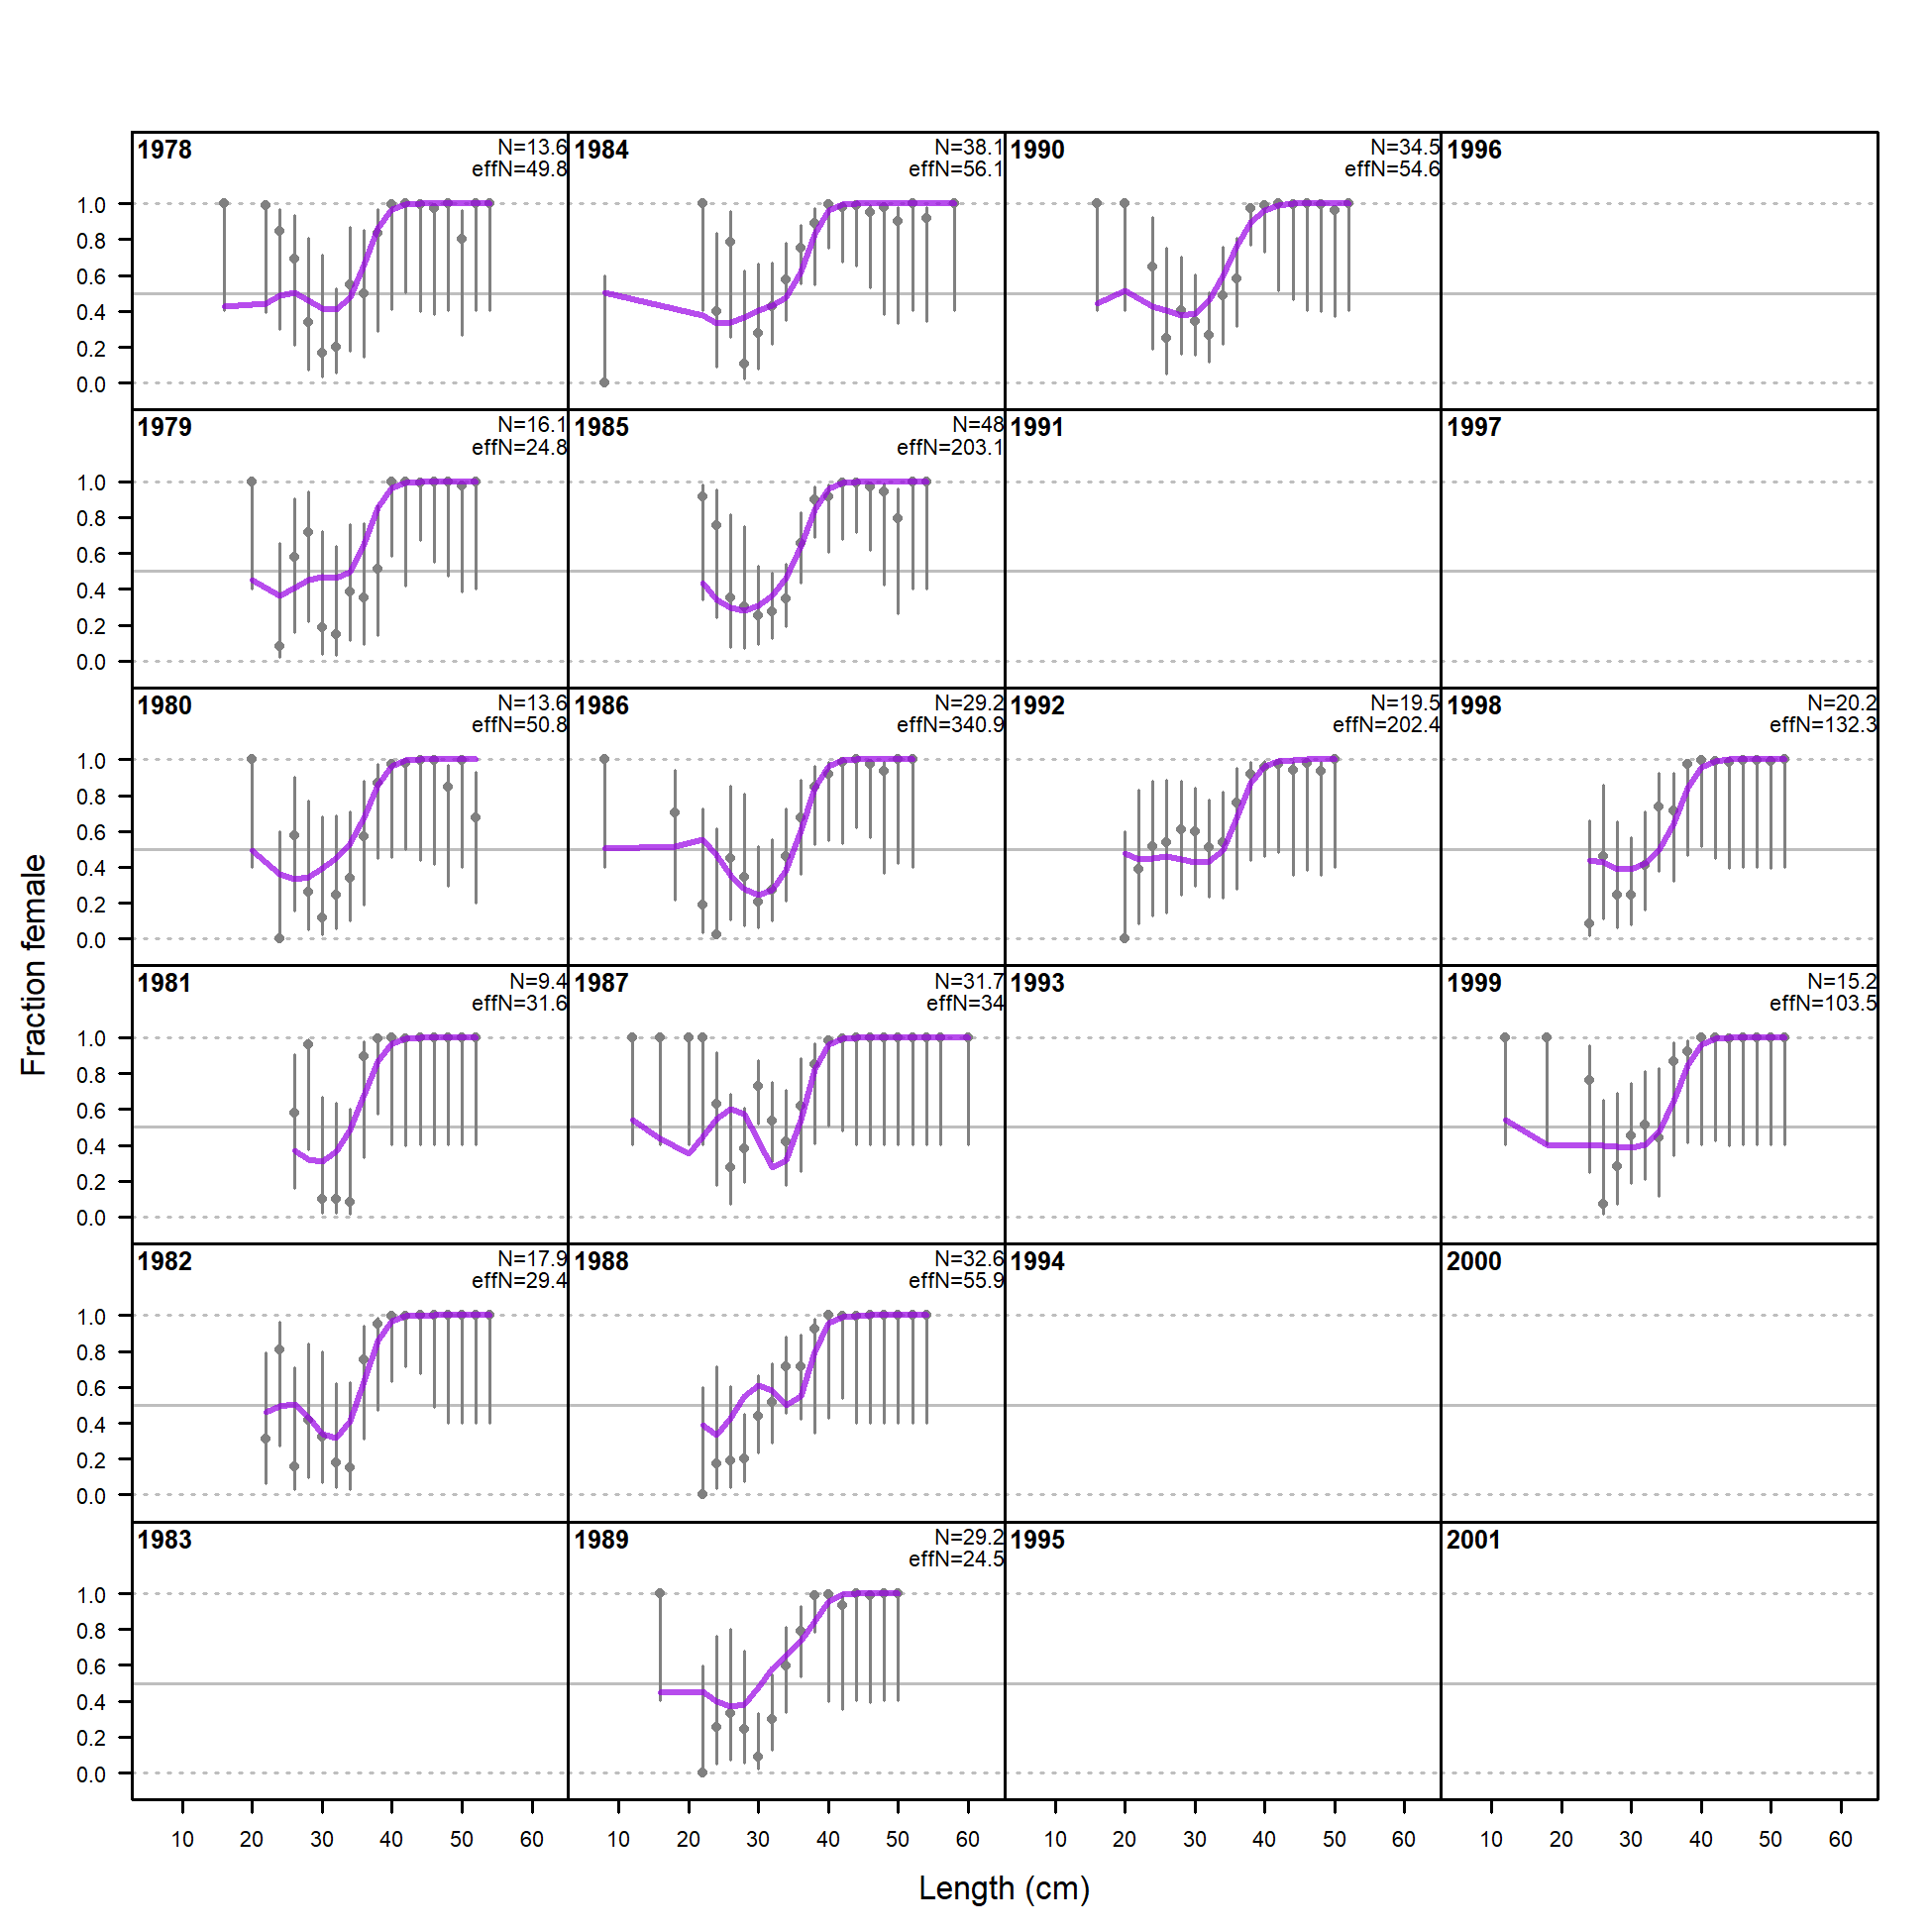 1978
N=13.6
effN=49.8
1984
N=38.1
effN=56.1
1990
N=34.5
effN=54.6
1996
1.0
0.8
0.6
0.4
0.2
0.0
1979
N=16.1
effN=24.8
1985
N=48
effN=203.1
1991
1997
1.0
0.8
0.6
0.4
0.2
0.0
1980
N=13.6
effN=50.8
1986
N=29.2
effN=340.9
1992
N=19.5
effN=202.4
1998
N=20.2
effN=132.3
1.0
0.8
0.6
0.4
0.2
0.0
1981
N=9.4
effN=31.6
1987
N=31.7
effN=34
1993
1999
N=15.2
effN=103.5
1.0
0.8
0.6
0.4
0.2
0.0
1982
N=17.9
effN=29.4
1988
N=32.6
effN=55.9
1994
2000
1.0
0.8
0.6
0.4
0.2
0.0
1983
1989
N=29.2
effN=24.5
1995
2001
1.0
0.8
0.6
0.4
0.2
0.0
Fraction female
10 20 30 40 50 60 10 20 30 40 50 60 10 20 30 40 50 60 10 20 30 40 50 60
Length (cm)